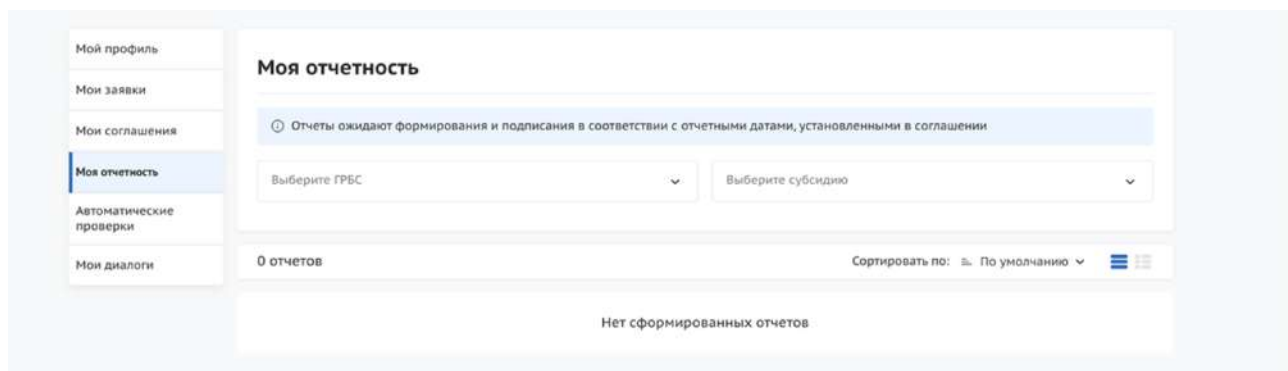 Мой профиль
Мои заявки
Мои соглашения
Моя отчетность
Автоматические
проверки
Мои диалоги
Моя отчетность
Отчеты ожидают формирования и подписания в соответствии с отчетными датами, установленными в соглашении
Выберите ГРБС
Выберите субсидию
0 отчетов
Сортировать по: По умолчанию
Нет сформированных отчетов